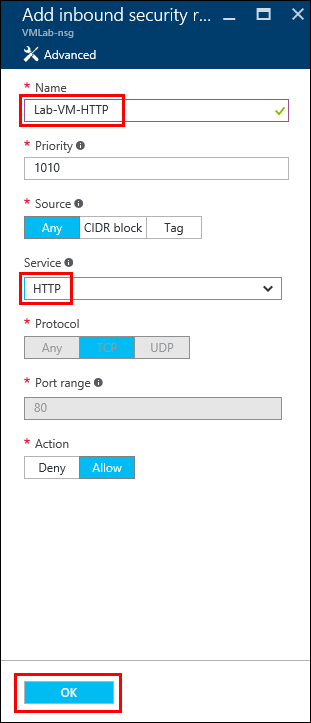 Add inbound security r...
VMLab-nsg
Advanced
* Name
Lab-VM-HTTP
* Priority
1010
* Source
Any CIDR block Tag
Service
HTTP
* Protocol
Any TCP UDP
* Port range
80
* Action
Deny Allow
OK